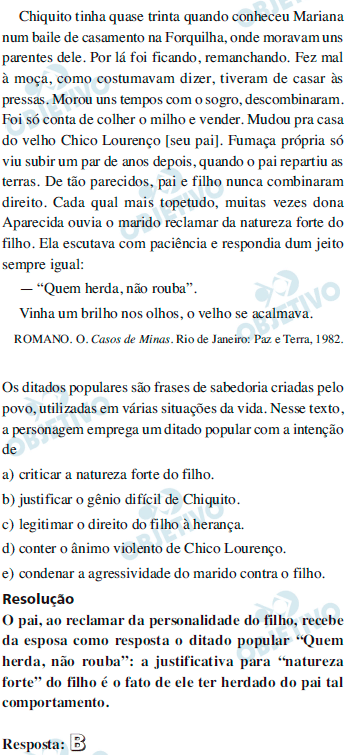 Chiquito tinha quase trinta quando conheceu Mariana
num baile de casamento na Forquilha, onde moravam uns
parentes dele. Por lá foi ficando, remanchando. Fez mal
à moça, como costumavam dizer, tiveram de casar às
pressas. Morou uns tempos com o sogro, descombinaram.
Foi só conta de colher o milho e vender. Mudou pra casa
do velho Chico Lourenço [seu pai]. Fumaça própria só
viu subir um par de anos depois, quando o pai repartiu as
terras. De tão parecidos, pai e filho nunca combinaram
direito. Cada qual mais topetudo, muitas vezes dona
Aparecida ouvia o marido reclamar da natureza forte do
filho. Ela escutava com paciência e respondia dum jeito
sempre igual:
— “Quem herda, não rouba”.
Vinha um brilho nos olhos, o velho se acalmava.
ROMANO. O. Casos de Minas. Rio de Janeiro: Paz e Terra, 1982.
Os ditados populares são frases de sabedoria criadas pelo
povo, utilizadas em várias situações da vida. Nesse texto,
a personagem emprega um ditado popular com a intenção
de
a) criticar a natureza forte do filho.
b) justificar o gênio difícil de Chiquito.
c) legitimar o direito do filho à herança.
d) conter o ânimo violento de Chico Lourenço.
e) condenar a agressividade do marido contra o filho.
Resolução
O pai, ao reclamar da personalidade do filho, recebe
da esposa como resposta o ditado popular “Quem
herda, não rouba”: a justificativa para “natureza
forte” do filho é o fato de ele ter herdado do pai tal
comportamento.
Resposta: B